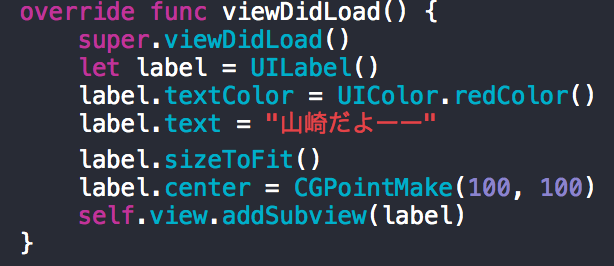 override func viewDidLoad() {
super.viewDidLoad()
let label = UILabel()
label.textColor = UIColor.redColor()
label.text = "山崎だよーー"
label.sizeToFit()
label.center = CGPointMake(100, 100)
self.view.addSubview(label)
}